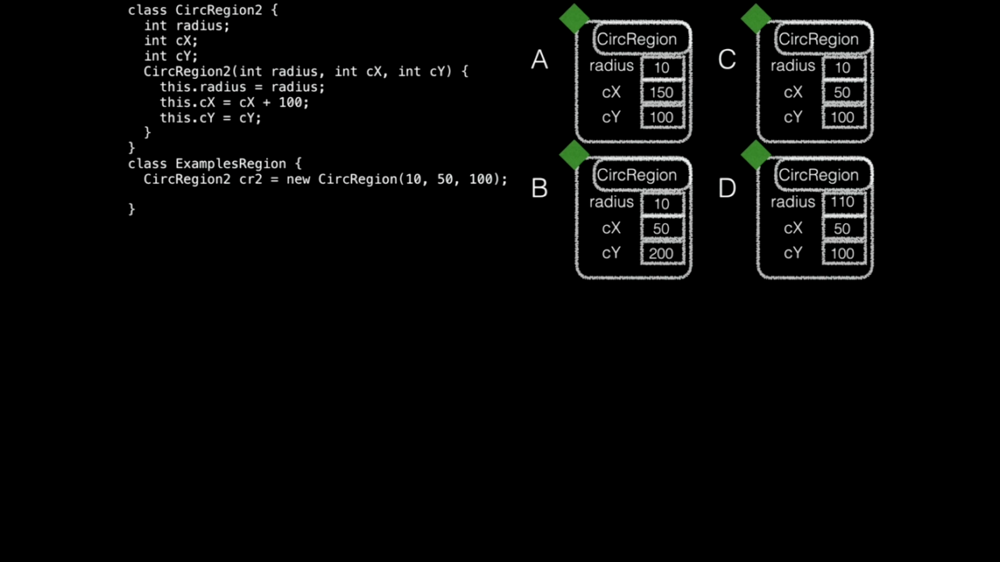 class CircRegion2 {
  int radius;
  int cX;
  int cY;
  CircRegion2(int radius, int cX, int cY) {
    this.radius = radius;
    this.cX = cX + 100;
    this.cY = cY;
  }
}
class ExamplesRegion {
  CircRegion2 cr2 = new CircRegion(10, 50, 100);
}
A
CircRegion
radius 10
cX 150
cY 100
B
CircRegion
radius 10
cX 50
cY 200
C
CircRegion
radius 10
cX 50
cY 100
D
CircRegion
radius 110
cX 50
cY 100